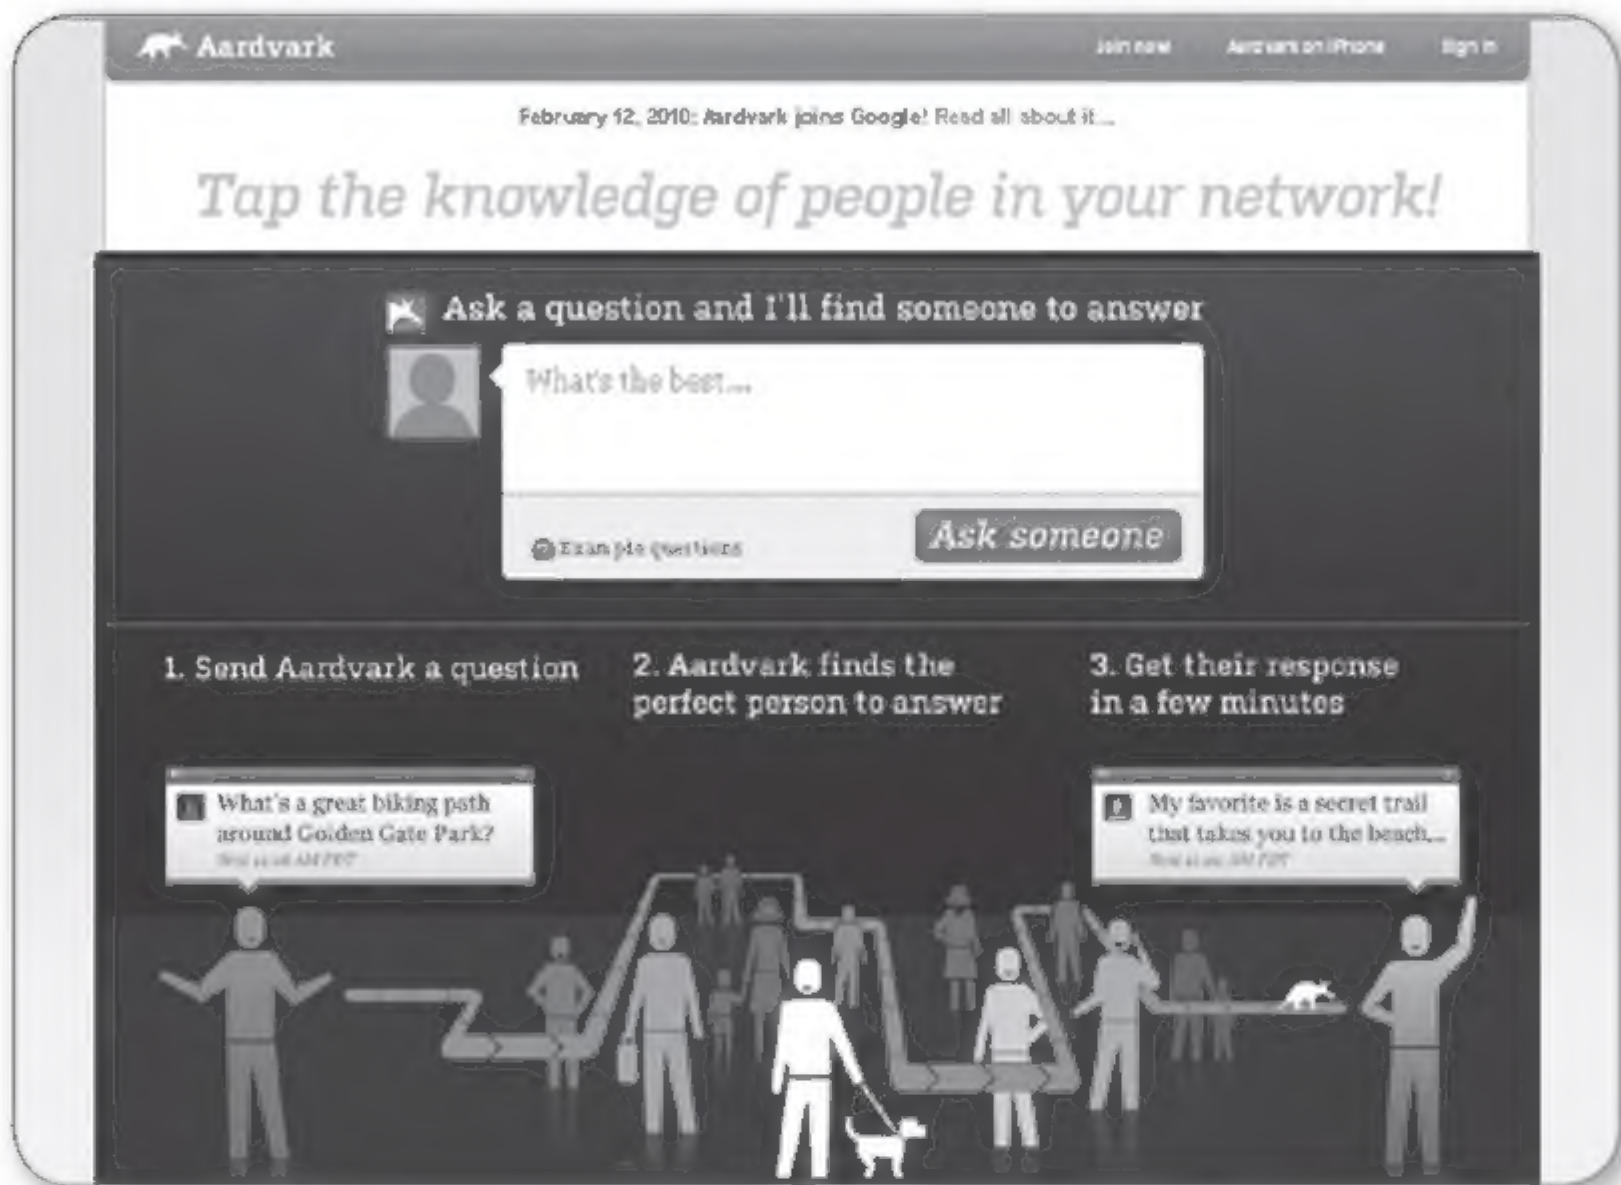 Aardvark
Join now Aardvark on iPhone Sign in
February 12, 2010: Aardvark joins Google! Read all about it...
Tap the knowledge of people in your network!
Ask a question and I'll find someone to answer
What's the best....
Example questions
Ask someone
1. Send Aardvark a question
2. Aardvark finds the
perfect person to answer
3. Get their response
in a few minutes
What's a great biking path
around Golden Gate Park?
My favorite is a secret trail
that takes you to the beach...